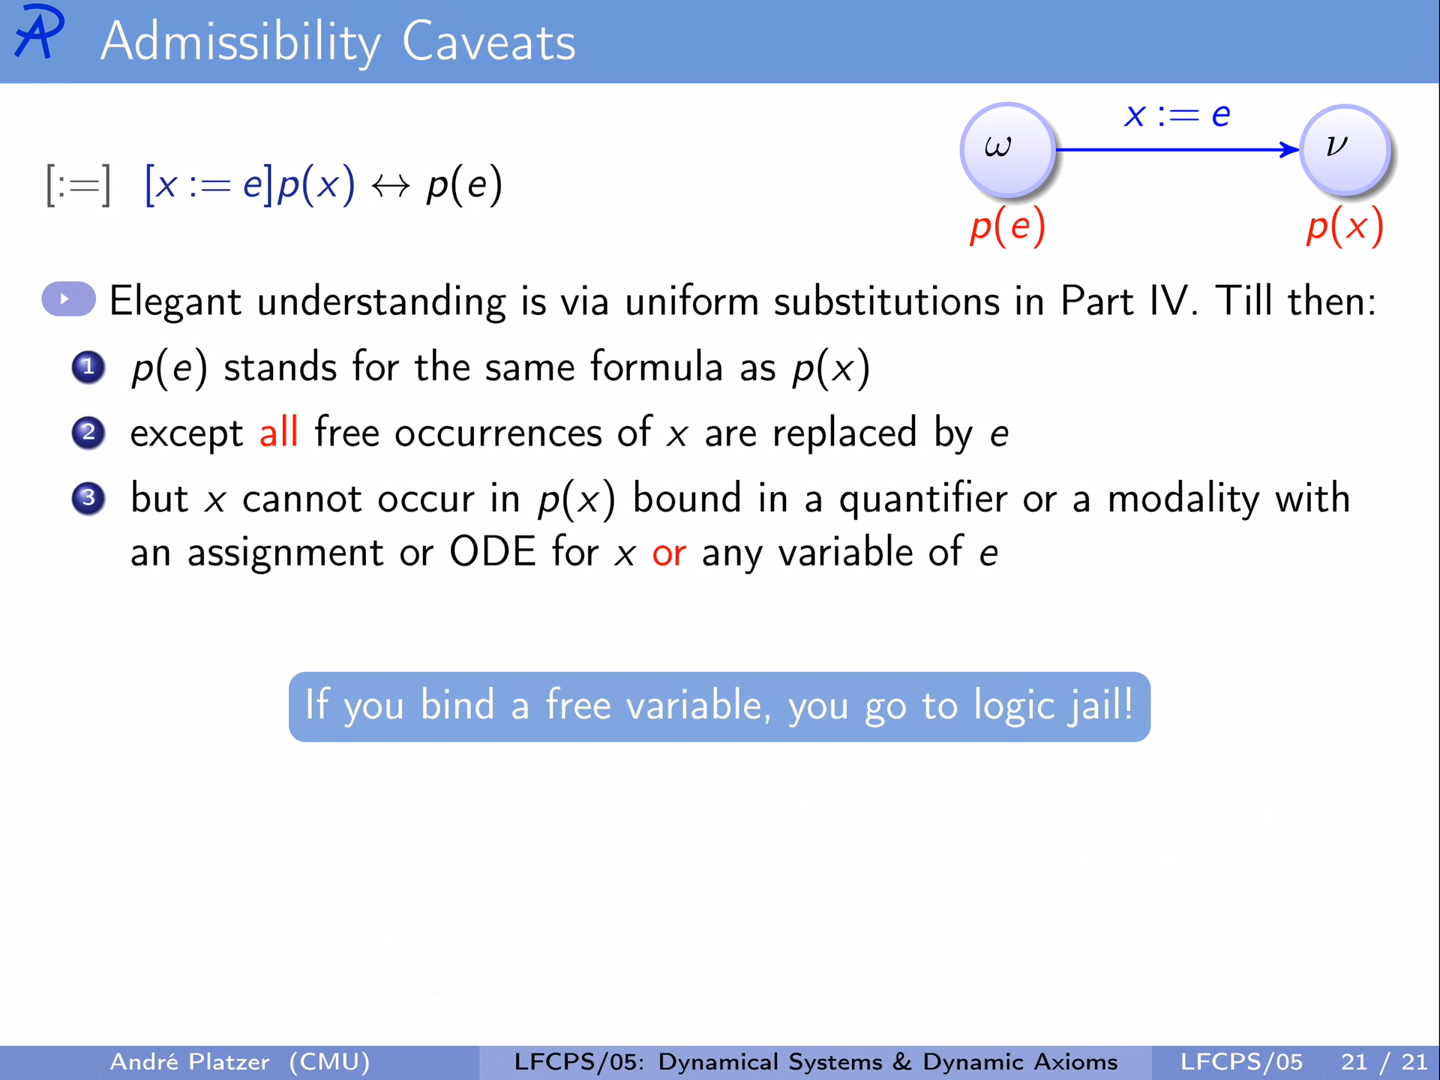 Admissibility Caveats
x := e
ω
ν
[:=] [x := e]p(x) ↔ p(e)
p(e)
p(x)
Elegant understanding is via uniform substitutions in Part IV. Till then:
1 p(e) stands for the same formula as p(x)
2 except all free occurrences of x are replaced by e
3 but x cannot occur in p(x) bound in a quantifier or a modality with
an assignment or ODE for x or any variable of e
If you bind a free variable, you go to logic jail!
André Platzer (CMU) LFCPS/05: Dynamical Systems & Dynamic Axioms LFCPS/05 21 / 21